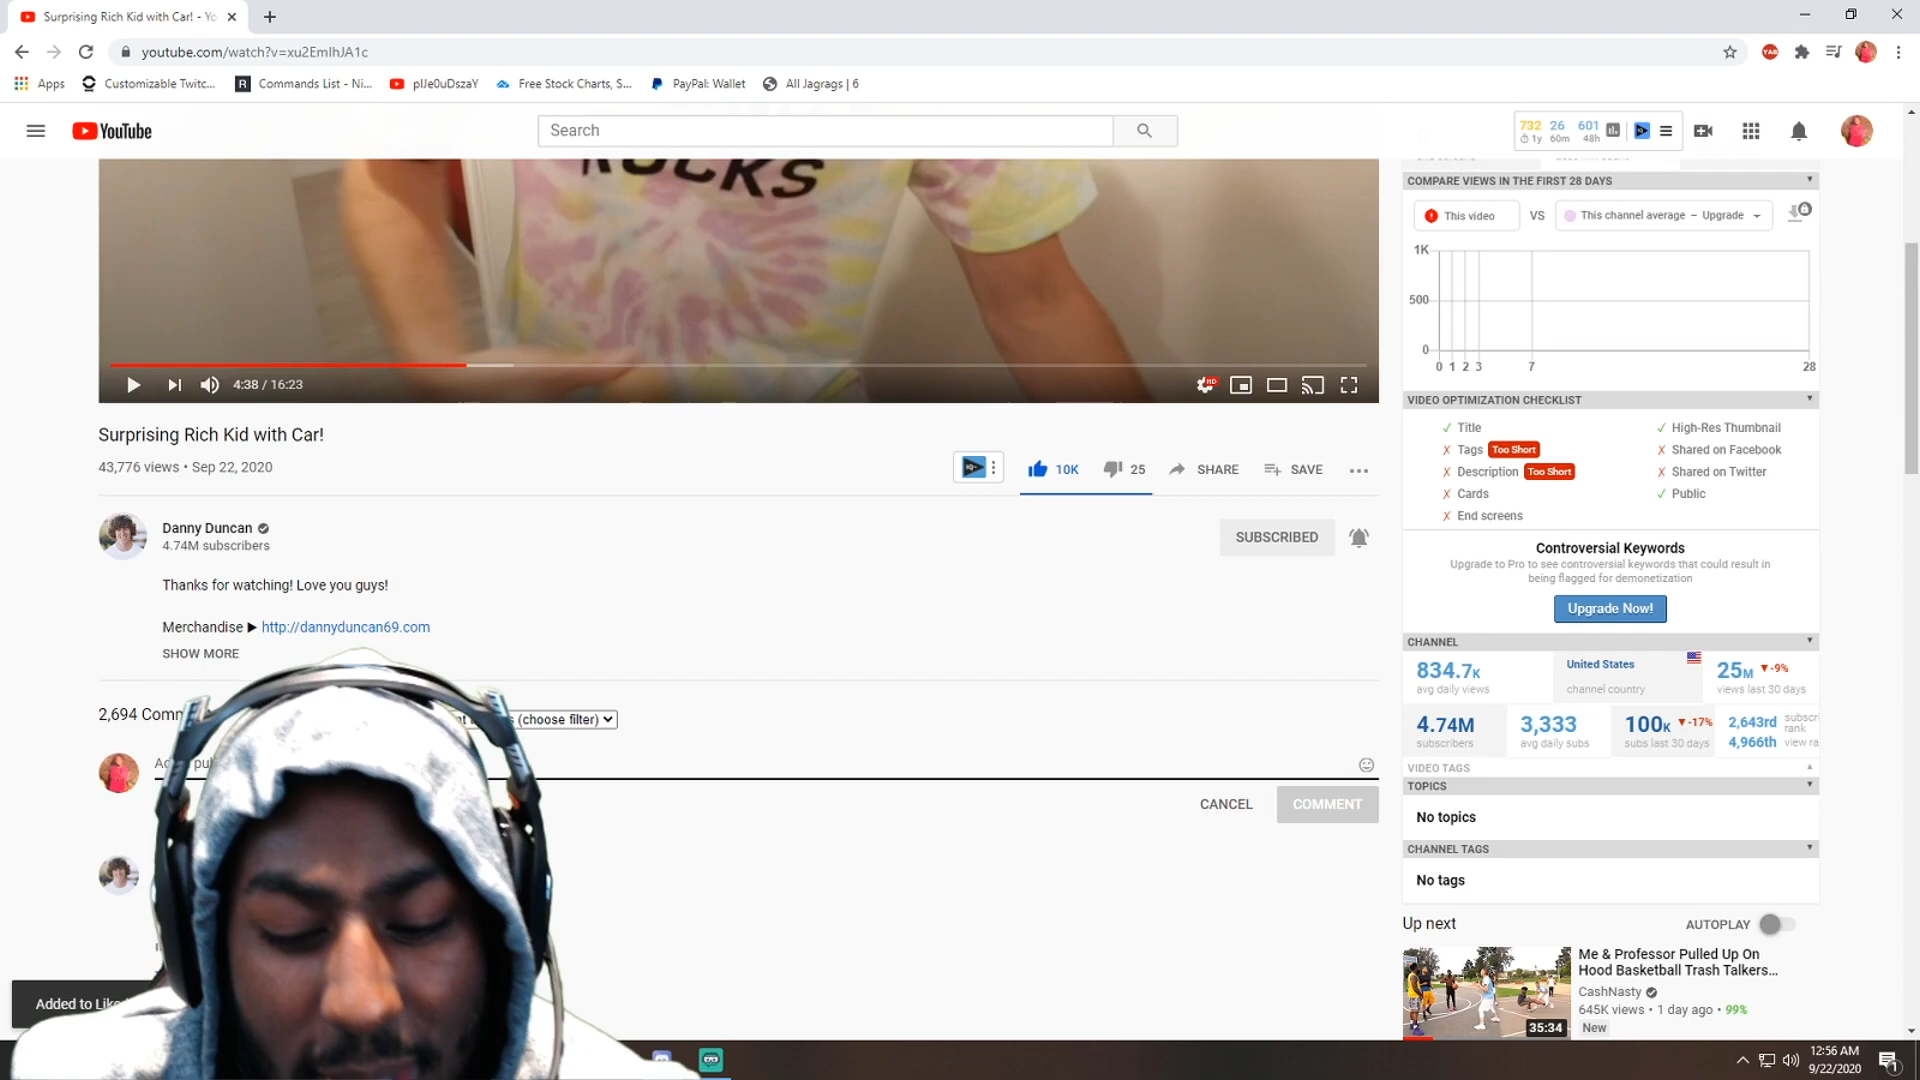 Surprising Rich Kid with Car! - Yo
youtube.com/watch?v=xu2EmIhJA1c
Apps
Customizable Twitc...
Commands List - Ni...
plJe0uDszaY
Free Stock Charts, S...
PayPal: Wallet
All Jagrags | 6
YouTube
Search
732 26 601
1y 60m 48h
ROCKS
4:38 / 16:23
HD
COMPARE VIEWS IN THE FIRST 28 DAYS
This video VS This channel average – Upgrade
1K
500
0
0 1 2 3 7 28
Surprising Rich Kid with Car!
43,776 views • Sep 22, 2020
10K 25 SHARE SAVE
VIDEO OPTIMIZATION CHECKLIST
✓ Title
✗ Tags Too Short
✗ Description Too Short
✗ Cards
✗ End screens
✓ High-Res Thumbnail
✗ Shared on Facebook
✗ Shared on Twitter
✓ Public
Danny Duncan
4.74M subscribers
SUBSCRIBED
Thanks for watching! Love you guys!
Merchandise ▶ http://dannyduncan69.com
SHOW MORE
Controversial Keywords
Upgrade to Pro to see controversial keywords that could result in
being flagged for demonetization
Upgrade Now!
CHANNEL
834.7K
avg daily views
United States
channel country
25M ▼-9%
views last 30 days
4.74M
subscribers
3,333
avg daily subs
100K ▼-17%
subs last 30 days
2,643rd
rank
4,966th view ra
VIDEO TAGS
TOPICS
No topics
CHANNEL TAGS
No tags
2,694 Comm
(choose filter)
CANCEL COMMENT
Added to Lik
Up next AUTOPLAY
Me & Professor Pulled Up On
Hood Basketball Trash Talkers...
CashNasty
645K views • 1 day ago • 99%
New
35:34
12:56 AM
9/22/2020
1